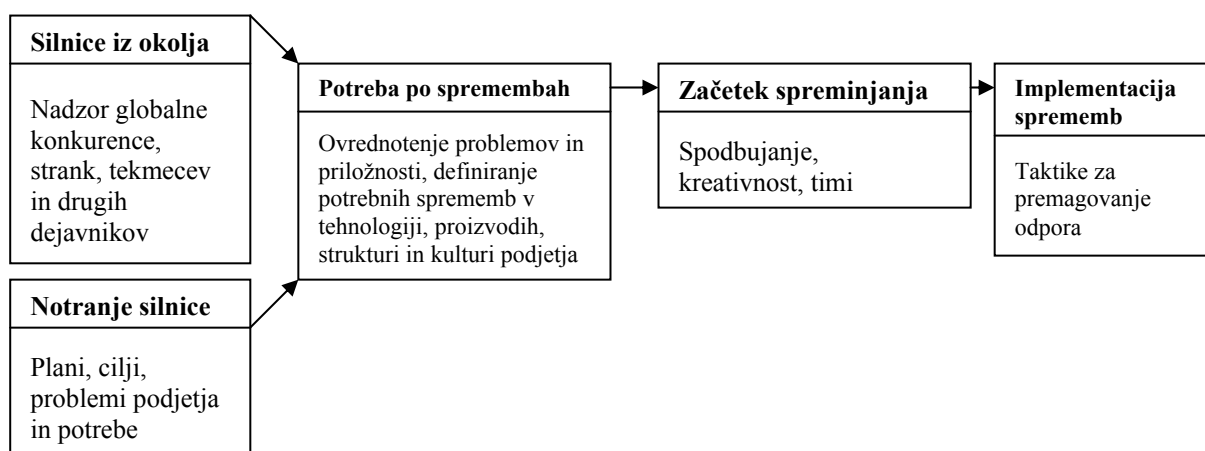 Silnice iz okolja
Nadzor globalne
konkurence,
strank, tekmecev
in drugih
dejavnikov
Notranje silnice
Plani, cilji,
problemi podjetja
in potrebe
Potreba po spremembah
Ovrednotenje problemov in
priložnosti, definiranje
potrebnih sprememb v
tehnologiji, proizvodih,
strukturi in kulturi podjetja
Začetek spreminjanja
Spodbujanje,
kreativnost, timi
Implementacija
sprememb
Taktike za
premagovanje
odpora